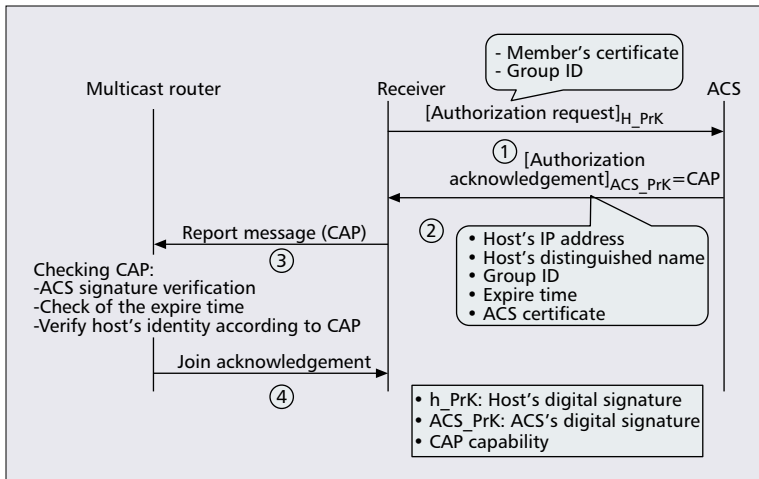 - Member's certificate
- Group ID
Multicast router
Receiver
ACS
[Authorization request]H_PrK
1
[Authorization
acknowledgement]ACS_PrK=CAP
2
• Host's IP address
• Host's distinguished name
• Group ID
• Expire time
• ACS certificate
Report message (CAP)
3
Checking CAP:
-ACS signature verification
-Check of the expire time
-Verify host's identity according to CAP
Join acknowledgement
4
• h_PrK: Host's digital signature
• ACS_PrK: ACS's digital signature
• CAP capability